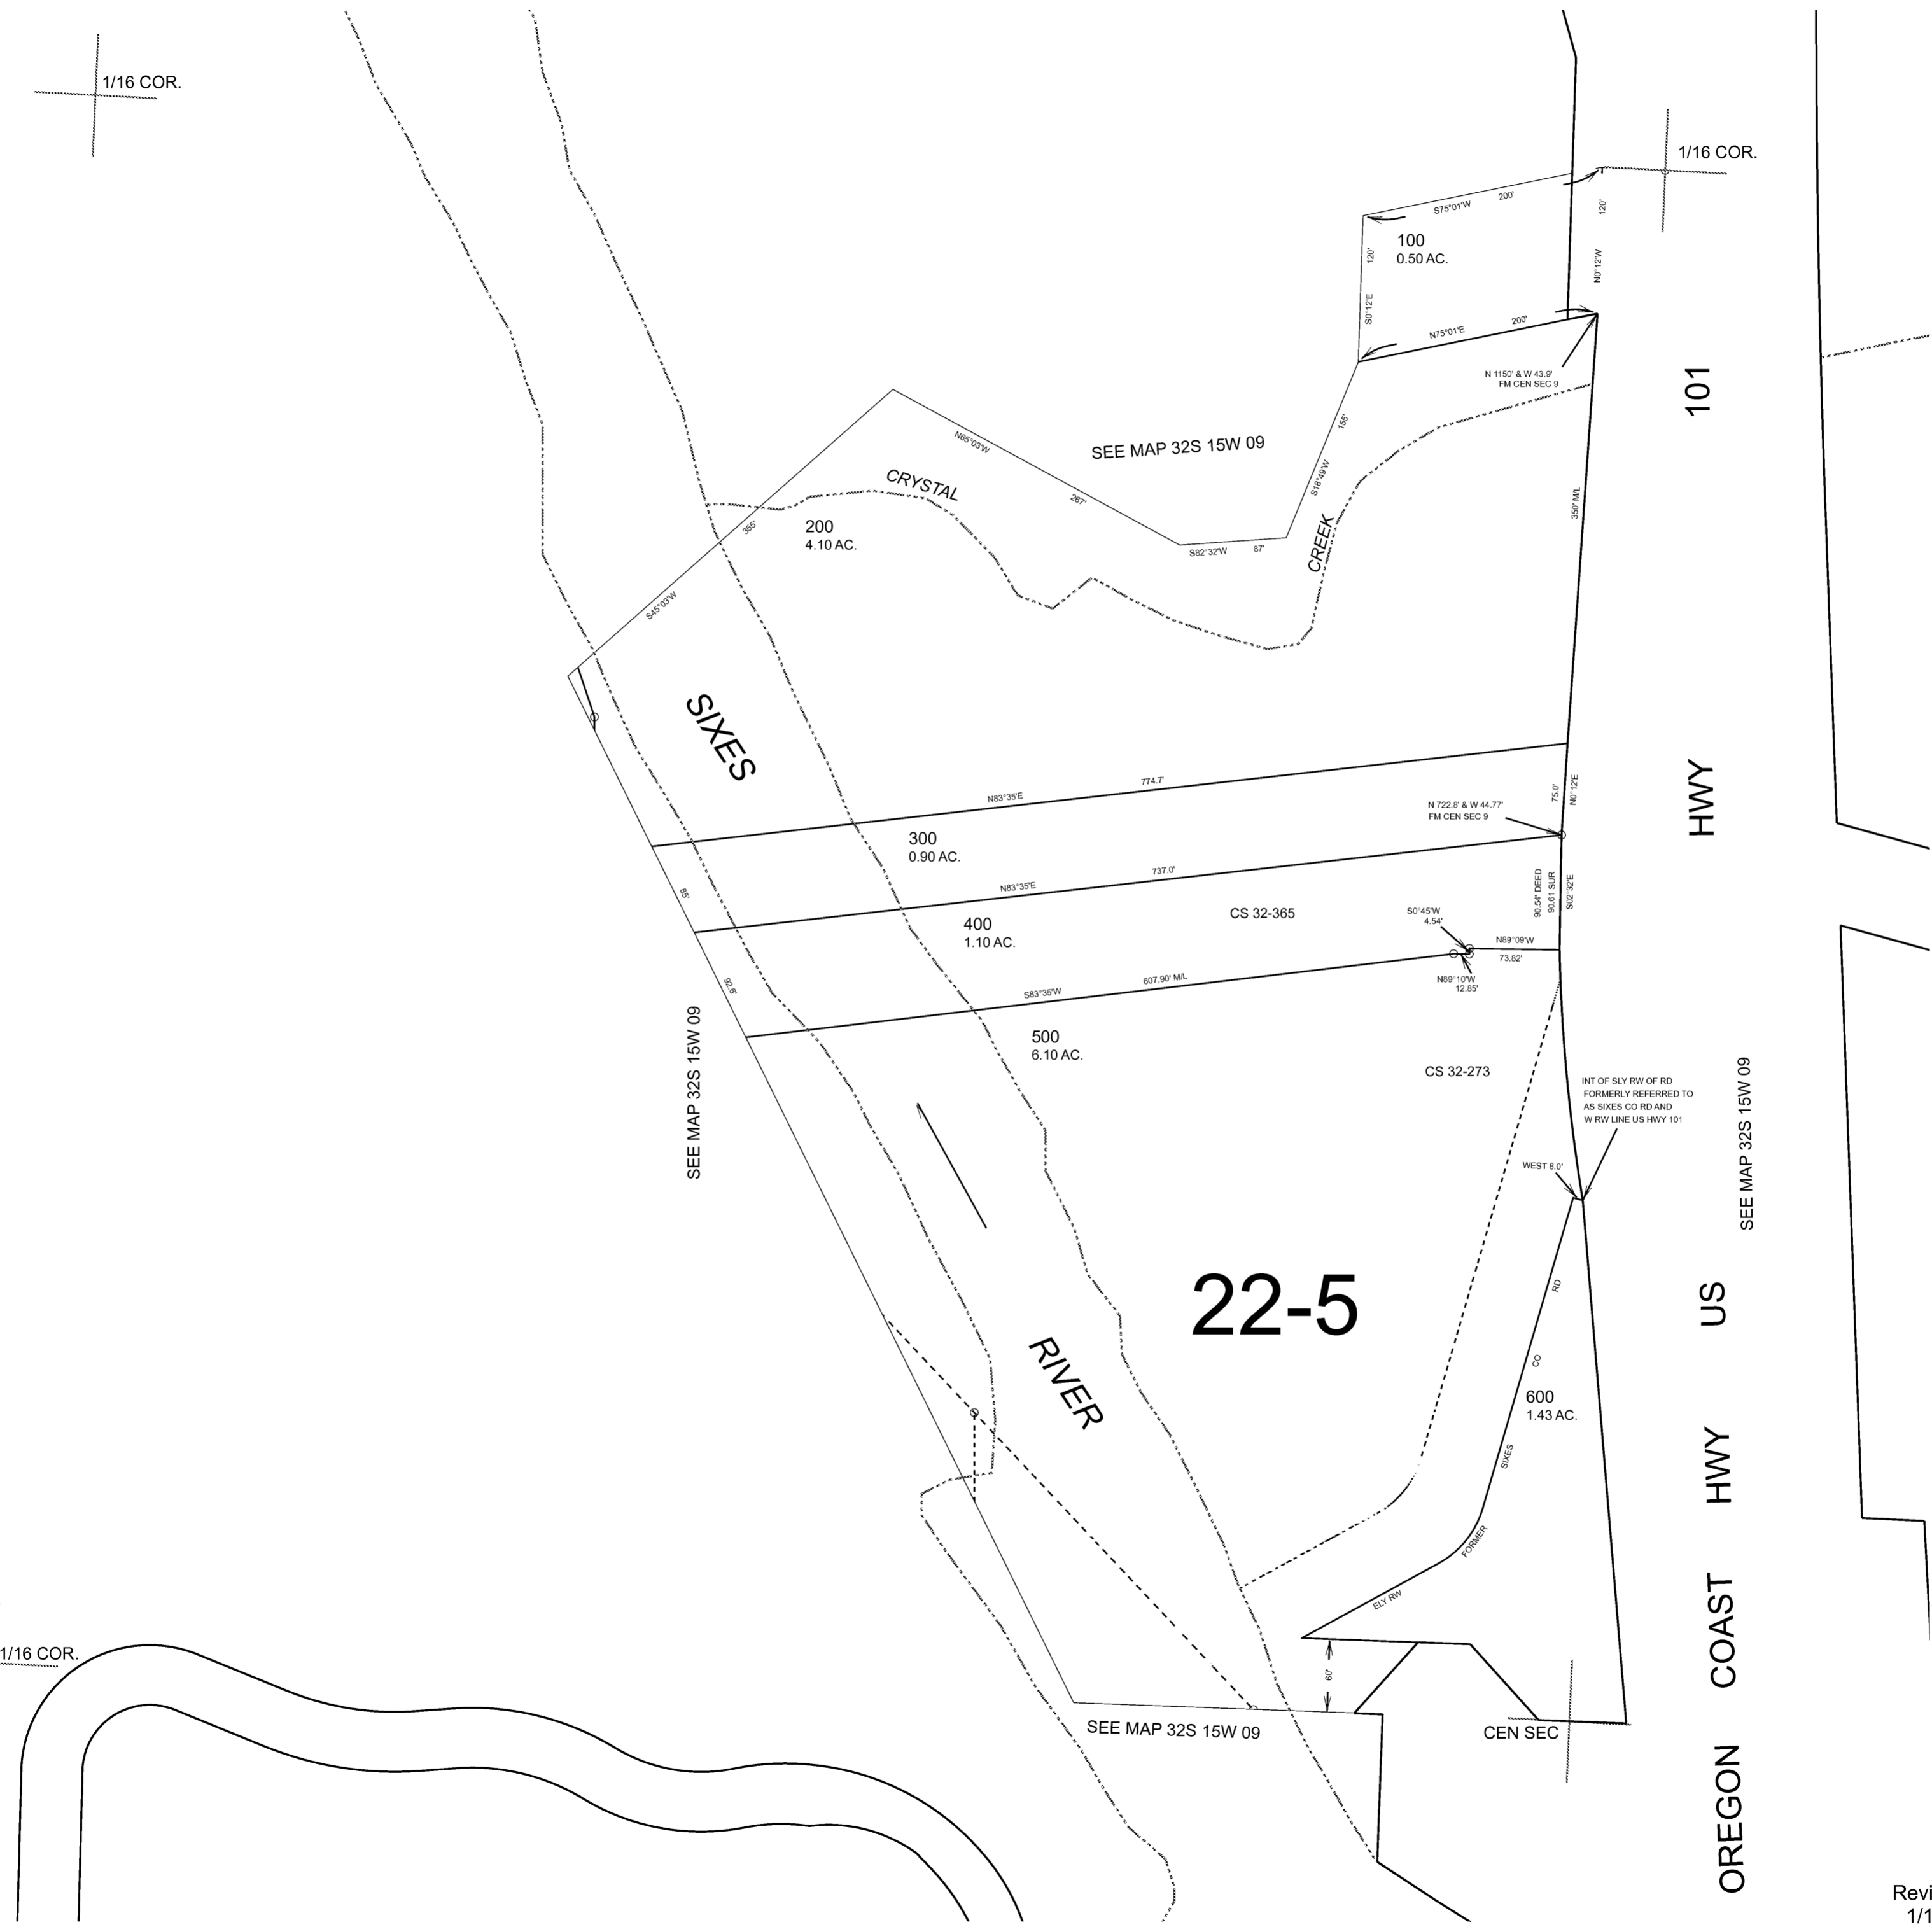 1/16 COR.
1/16 COR.
S75°01'W 200'
120'
N0°12'W
100
0.50 AC.
120'
S0°12'E
N75°01'E 200'
N 1150' & W 43.9'
FM CEN SEC 9
101
N65°03'W 267'
SEE MAP 32S 15W 09
155'
S18°49'W
CRYSTAL
CREEK
350' M/L
200
4.10 AC.
355'
S45°03'W
S82°32'W 87'
SIXES
HWY
774.7'
N83°35'E
75.0'
N0°12'E
N 722.8' & W 44.77'
FM CEN SEC 9
300
0.90 AC.
737.0'
N83°35'E
85'
90.54' DEED
90.61 SUR
S02°32'E
400
1.10 AC.
CS 32-365
S0°45'W
4.54'
N89°09'W
73.82'
N89°10'W
12.85'
607.90' M/L
S83°35'W
92.6'
SEE MAP 32S 15W 09
500
6.10 AC.
CS 32-273
INT OF SLY RW OF RD
FORMERLY REFERRED TO
AS SIXES CO RD AND
W RW LINE US HWY 101
SEE MAP 32S 15W 09
WEST 8.0'
22-5
US
RD
CO
RIVER
600
1.43 AC.
SIXES
HWY
FORMER
ELY RW
COAST
1/16 COR.
60'
SEE MAP 32S 15W 09
CEN SEC
OREGON
Revi
1/1